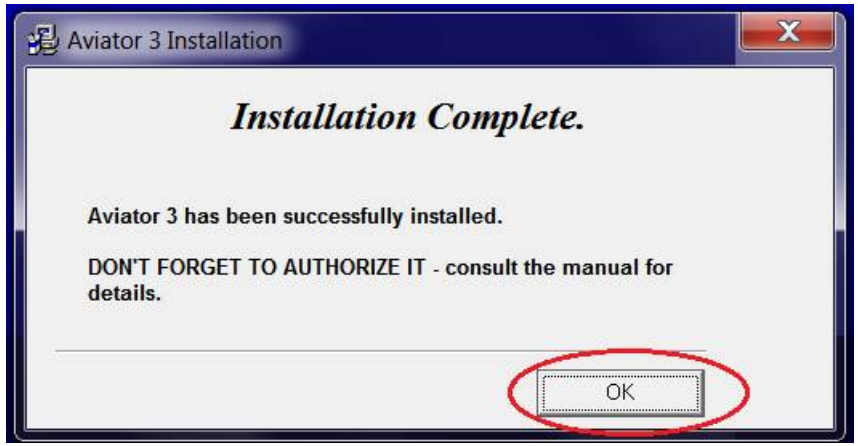 Aviator 3 Installation
Installation Complete.
Aviator 3 has been successfully installed.
DON'T FORGET TO AUTHORIZE IT - consult the manual for
details.
OK